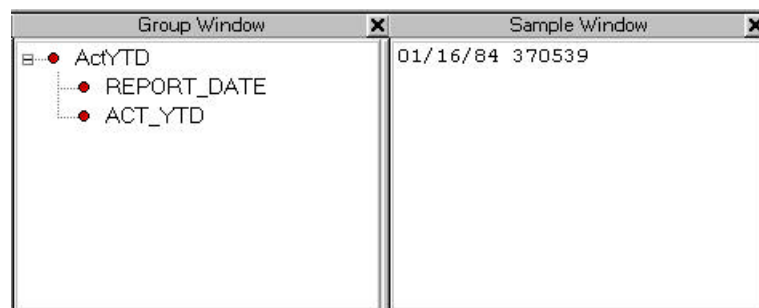 Group Window
ActYTD
REPORT_DATE
ACT_YTD
Sample Window
01/16/84 370539